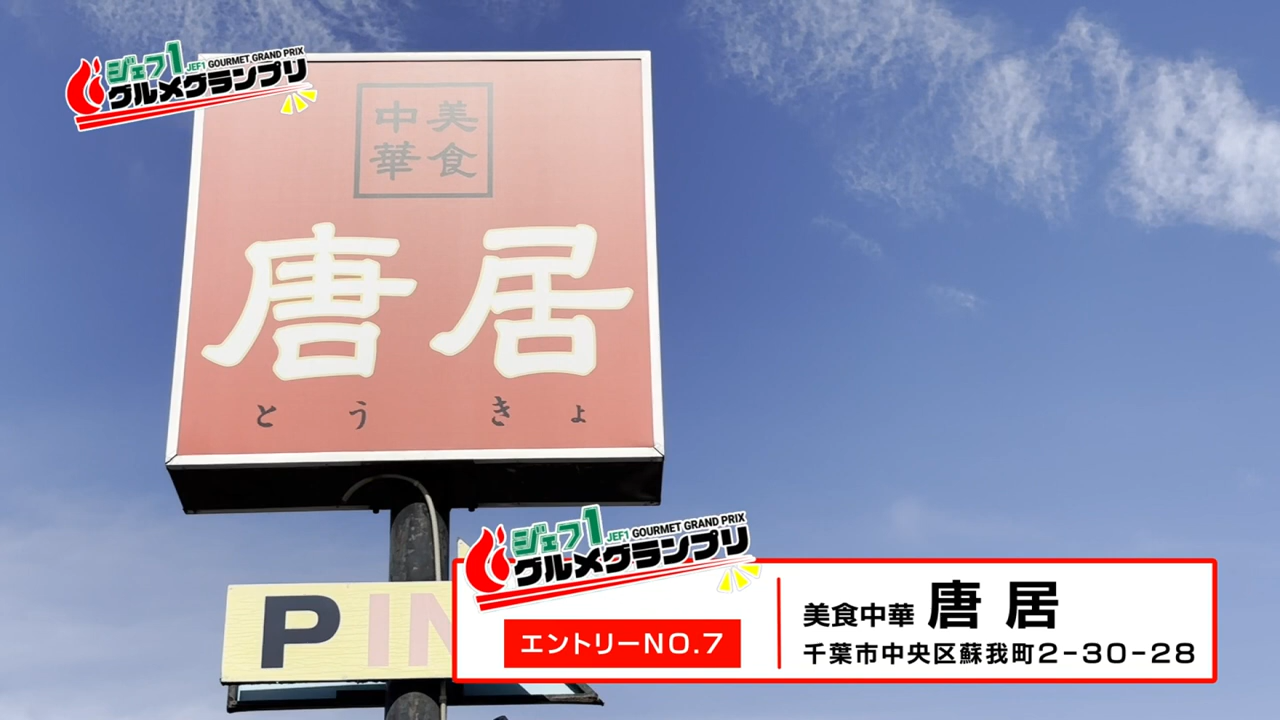 ジェフ1
JEF1 GOURMET GRAND PRIX
グルメグランプリ
美食
中華
唐居
とうきょ
P IN
ジェフ1
JEF1 GOURMET GRAND PRIX
グルメグランプリ
エントリーNO.7
美食中華 唐居
千葉市中央区蘇我町2-30-28